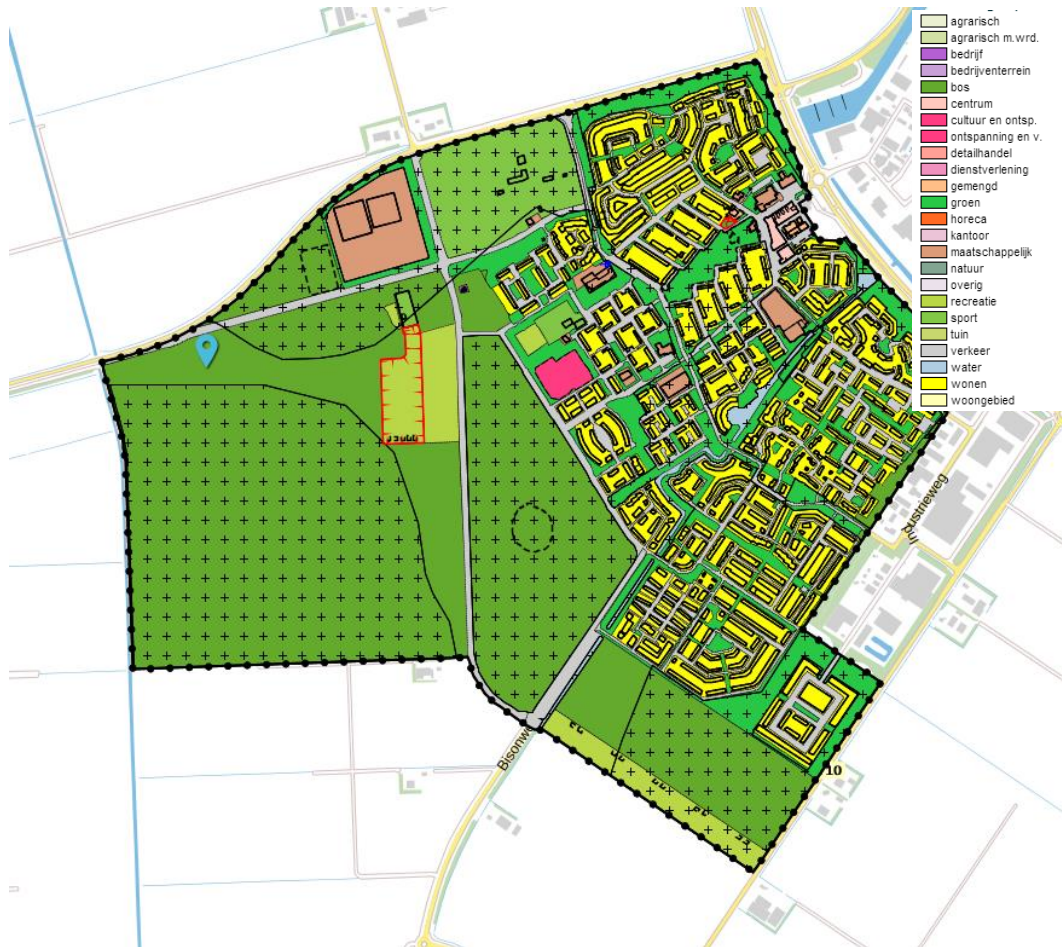 agrarisch
agrarisch m.wrd.
bedrijf
bedrijventerrein
bos
centrum
cultuur en ontsp.
ontspanning en v.
detailhandel
dienstverlening
gemengd
groen
horeca
kantoor
maatschappelijk
natuur
overig
recreatie
sport
tuin
verkeer
water
wonen
woongebied
Industrieweg
10